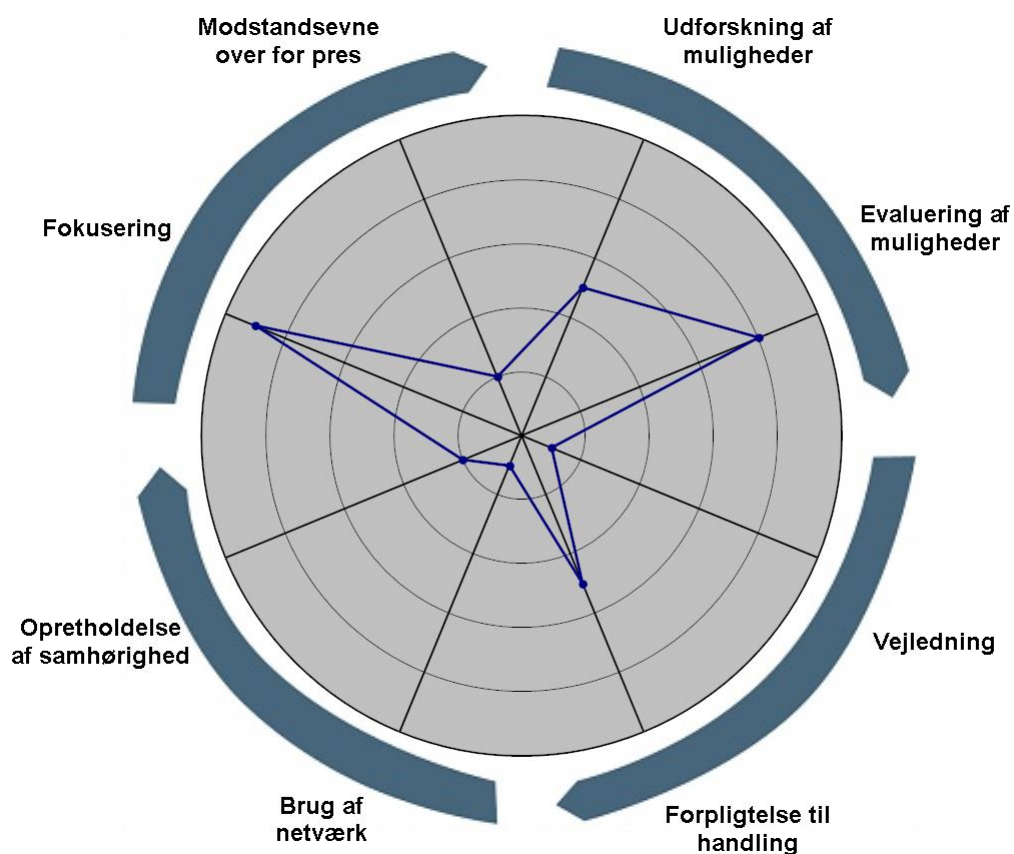 Modstandsevne
over for pres
Udforskning af
muligheder
Evaluering af
muligheder
Vejledning
Forpligtelse til
handling
Brug af
netværk
Opretholdelse
af samhørighed
Fokusering